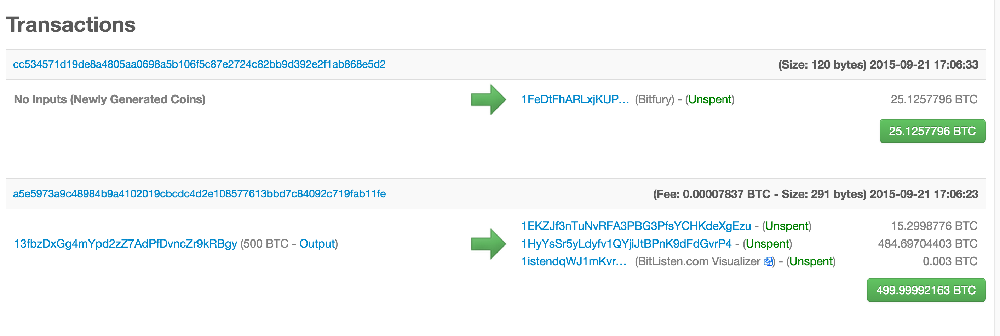 Transactions
cc534571d19de8a4805aa0698a5b106f5c87e2724c82bb9d392e2f1ab868e5d2 (Size: 120 bytes) 2015-09-21 17:06:33
No Inputs (Newly Generated Coins) 1FeDtFhARLxjKUP... (Bitfury) - (Unspent) 25.1257796 BTC
25.1257796 BTC
a5e5973a9c48984b9a4102019cbcdc4d2e108577613bbd7c84092c719fab11fe (Fee: 0.00007837 BTC - Size: 291 bytes) 2015-09-21 17:06:23
1EKZJf3nTuNvRFA3PBG3PfsYCHKdeXgEzu - (Unspent) 15.2998776 BTC
13fbzDxGg4mYpd2zZ7AdPfDvncZr9kRBgy (500 BTC - Output) 1HyYsSr5yLdyfv1QYjiJtBPnK9dFdGvrP4 - (Unspent) 484.69704403 BTC
1istendqWJ1mKvr... (BitListen.com Visualizer) - (Unspent) 0.003 BTC
499.99992163 BTC